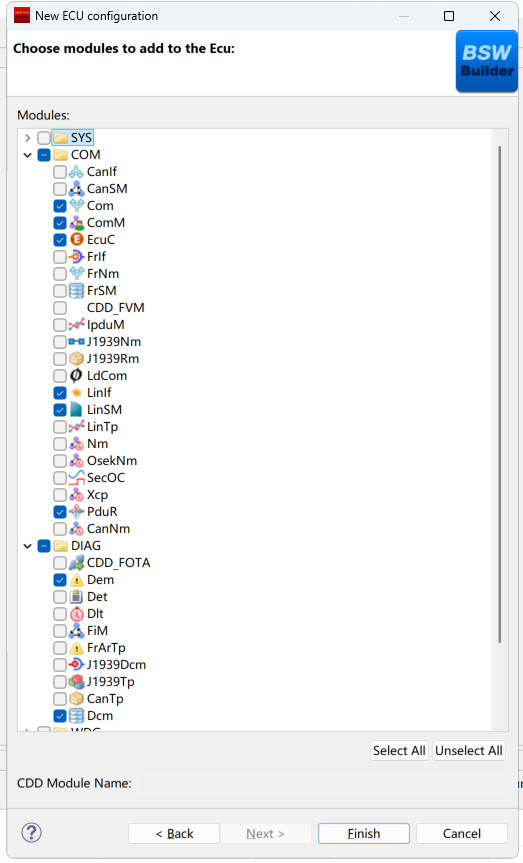 New ECU configuration
Choose modules to add to the Ecu:
BSW
Builder
Modules:
SYS
COM
CanIf
CanSM
Com
ComM
EcuC
FrIf
FrNm
FrSM
CDD_FVM
IpduM
J1939Nm
J1939Rm
LdCom
LinIf
LinSM
LinTp
Nm
OsekNm
SecOC
Xcp
PduR
CanNm
DIAG
CDD_FOTA
Dem
Det
Dlt
FiM
FrArTp
J1939Dcm
J1939Tp
CanTp
Dcm
Select All Unselect All
CDD Module Name:
< Back Next > Finish Cancel